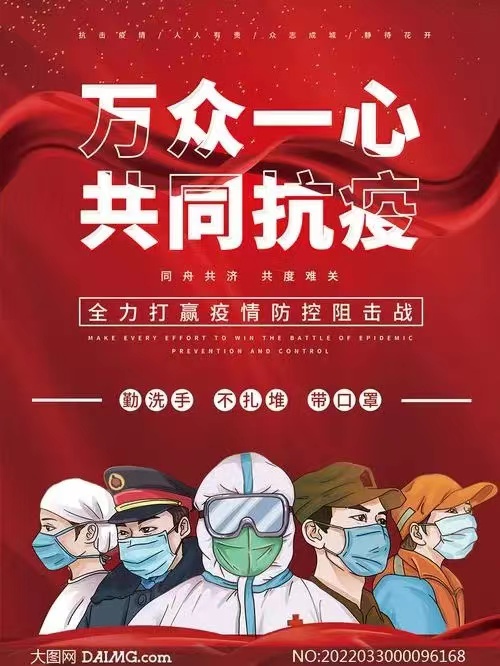 抗击疫情/人人有责/众志成城/静待花开
万众一心
共同抗疫
同舟共济 共度难关
全力打赢疫情防控阻击战
MAKE EVERY EFFORT TO WIN THE BATTLE OF EPIDEMIC
PREVENTION AND CONTROL
勤洗手 不扎堆 带口罩
大图网 DAIMG.com
NO:2022033000096168